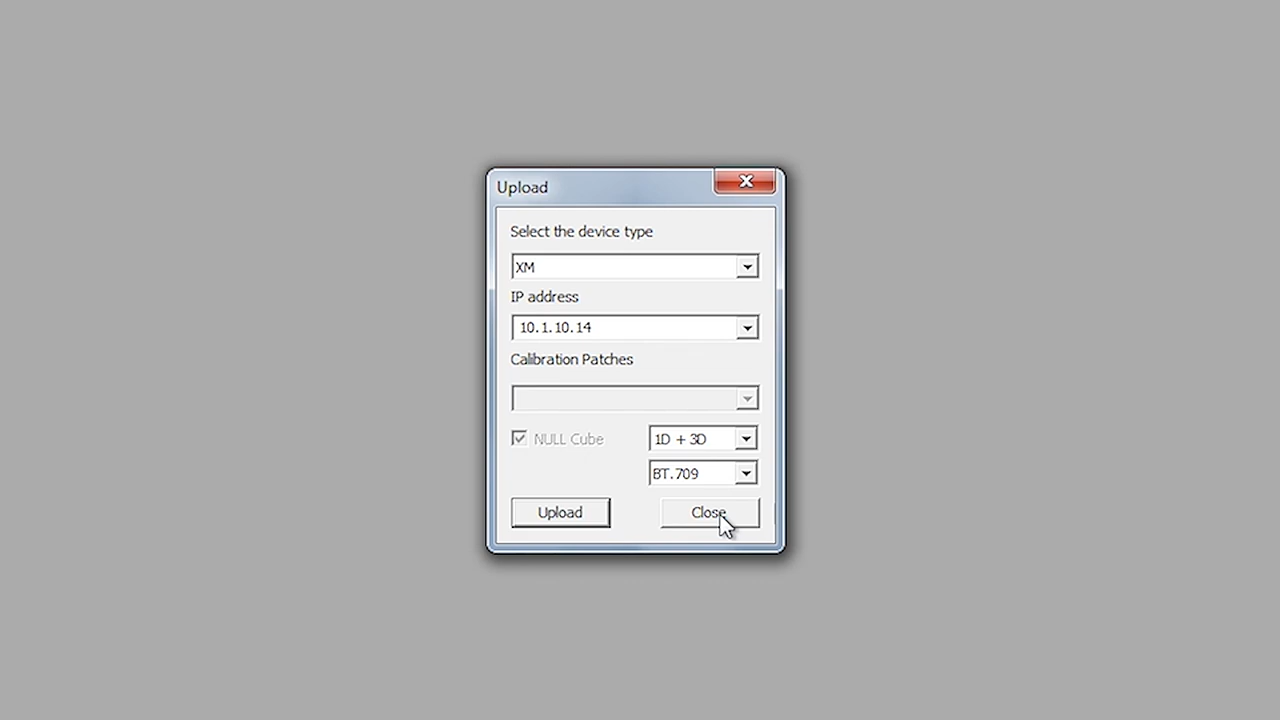 Upload
Select the device type
XM
IP address
10.1.10.14
Calibration Patches
NULL Cube 1D + 3D
BT.709
Upload Close